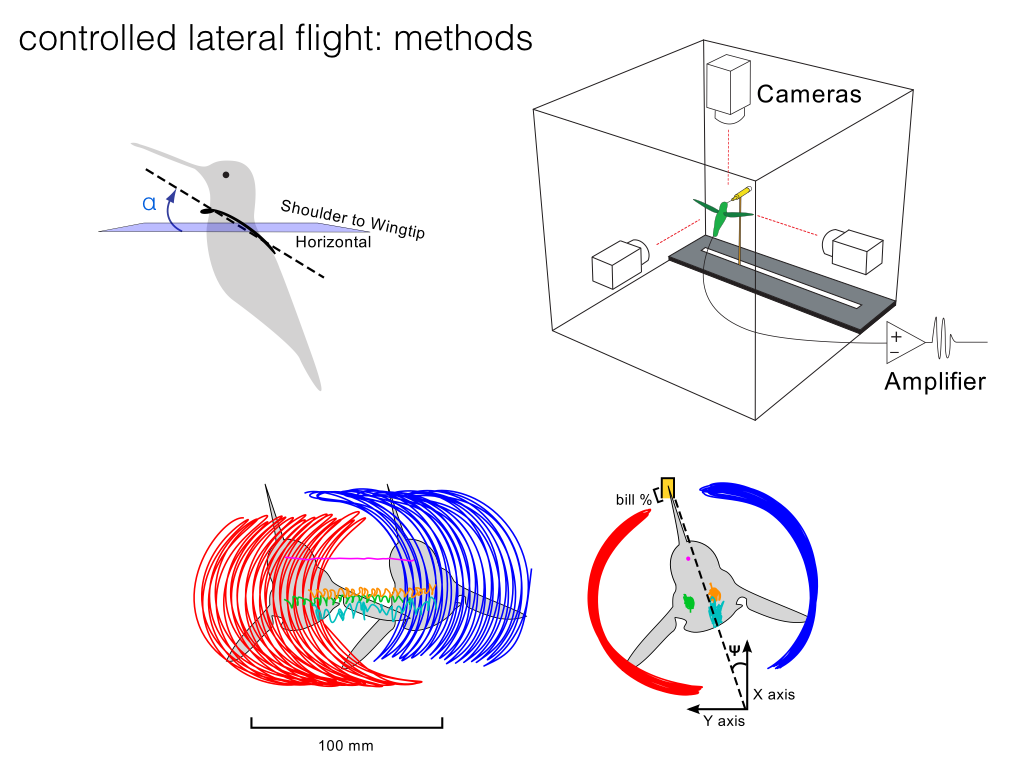 controlled lateral flight: methods
Cameras
α
Shoulder to Wingtip
Horizontal
+
−
Amplifier
bill %
Ψ
X axis
Y axis
100 mm